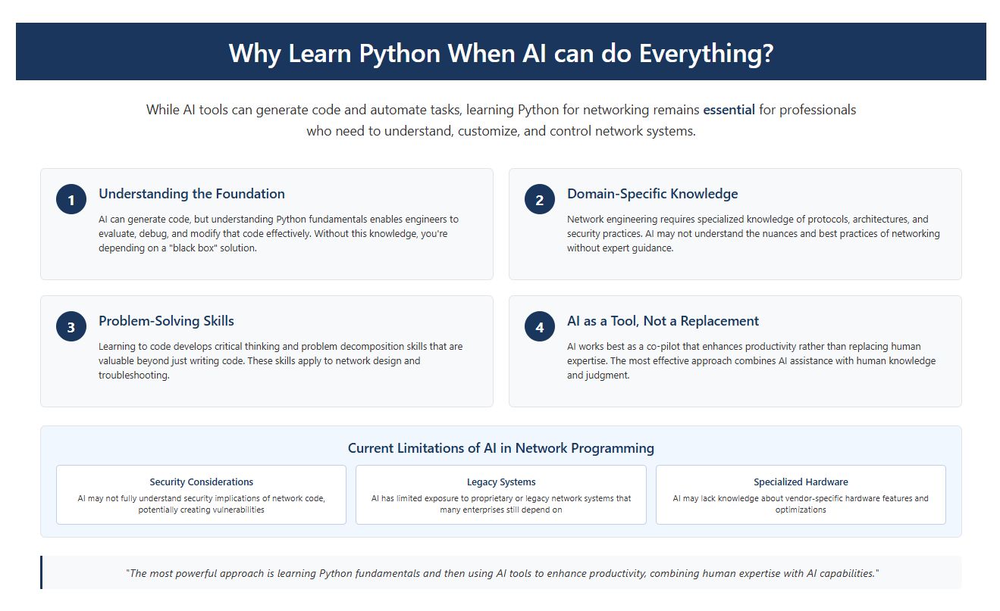 Why Learn Python When AI can do Everything?
While AI tools can generate code and automate tasks, learning Python for networking remains essential for professionals
who need to understand, customize, and control network systems.
1
Understanding the Foundation
AI can generate code, but understanding Python fundamentals enables engineers to
evaluate, debug, and modify that code effectively. Without this knowledge, you're
depending on a "black box" solution.
2
Domain-Specific Knowledge
Network engineering requires specialized knowledge of protocols, architectures, and
security practices. AI may not understand the nuances and best practices of networking
without expert guidance.
3
Problem-Solving Skills
Learning to code develops critical thinking and problem decomposition skills that are
valuable beyond just writing code. These skills apply to network design and
troubleshooting.
4
AI as a Tool, Not a Replacement
AI works best as a co-pilot that enhances productivity rather than replacing human
expertise. The most effective approach combines AI assistance with human knowledge
and judgment.
Current Limitations of AI in Network Programming
Security Considerations
AI may not fully understand security implications of network code,
potentially creating vulnerabilities
Legacy Systems
AI has limited exposure to proprietary or legacy network systems that
many enterprises still depend on
Specialized Hardware
AI may lack knowledge about vendor-specific hardware features and
optimizations
"The most powerful approach is learning Python fundamentals and then using AI tools to enhance productivity, combining human expertise with AI capabilities."